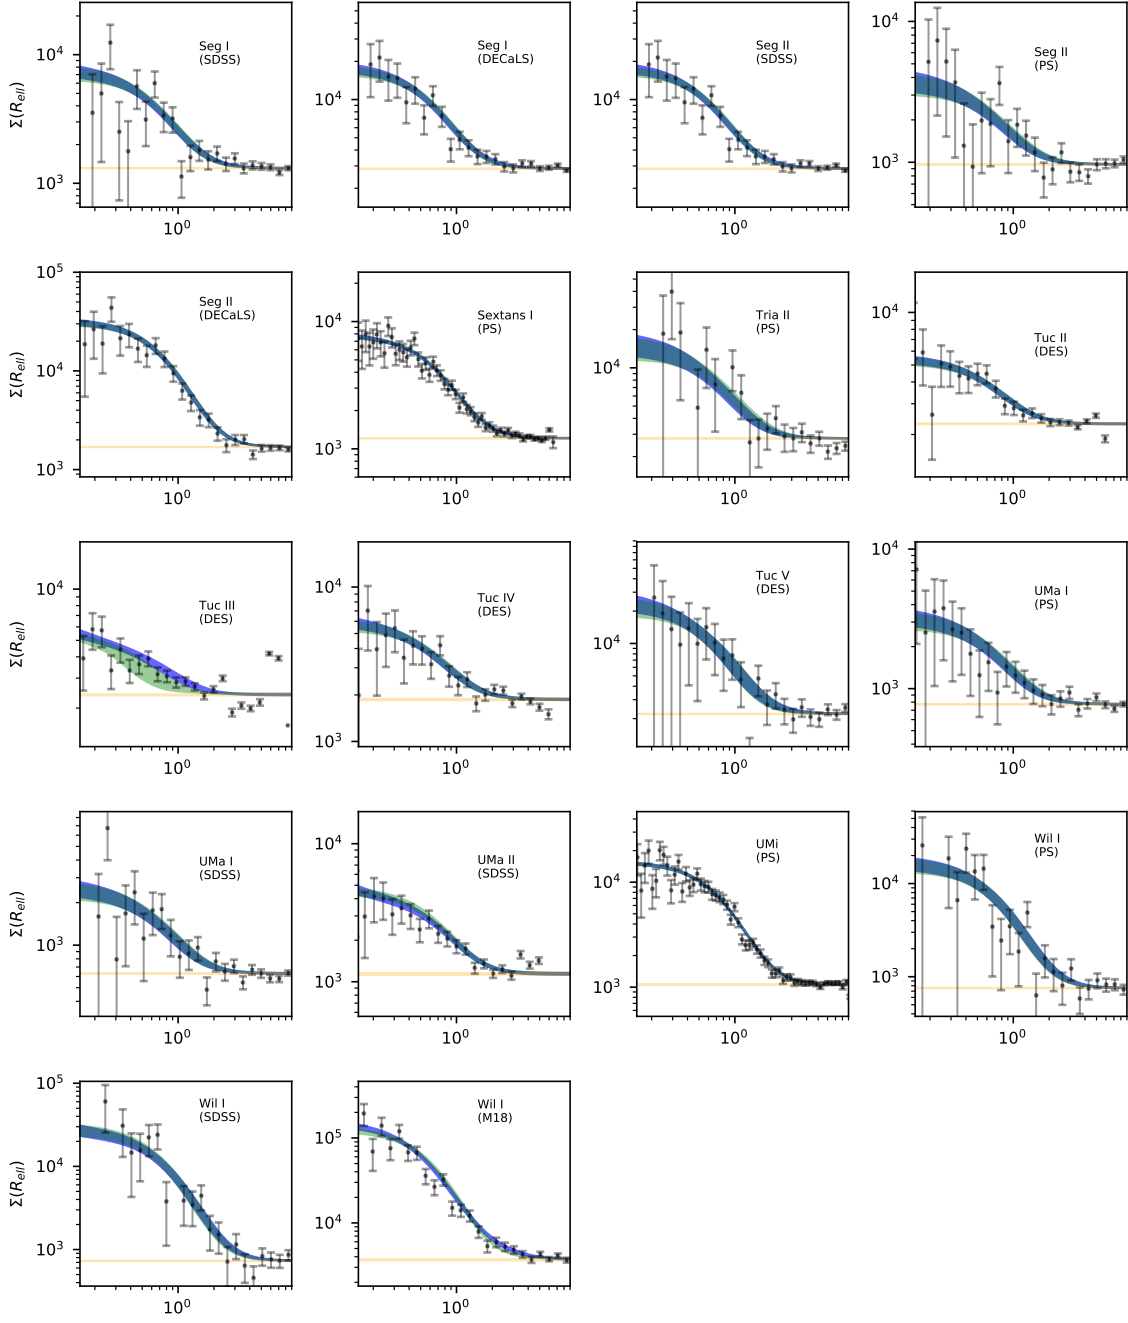 Σ(R_ell)
10^4
10^3
10^0
Seg I
(SDSS)
10^4
10^0
Seg I
(DECaLS)
10^4
10^0
Seg II
(SDSS)
10^4
10^3
10^0
Seg II
(PS)
Σ(R_ell)
10^5
10^4
10^3
10^0
Seg II
(DECaLS)
10^4
10^3
10^0
Sextans I
(PS)
10^4
10^0
Tria II
(PS)
10^4
10^0
Tuc II
(DES)
Σ(R_ell)
10^4
10^0
Tuc III
(DES)
10^4
10^3
10^0
Tuc IV
(DES)
10^4
10^0
Tuc V
(DES)
10^4
10^3
10^0
UMa I
(PS)
Σ(R_ell)
10^3
10^0
UMa I
(SDSS)
10^4
10^3
10^0
UMa II
(SDSS)
10^4
10^3
10^0
UMi
(PS)
10^4
10^3
10^0
Wil I
(PS)
Σ(R_ell)
10^5
10^4
10^3
10^0
Wil I
(SDSS)
10^5
10^4
10^0
Wil I
(M18)